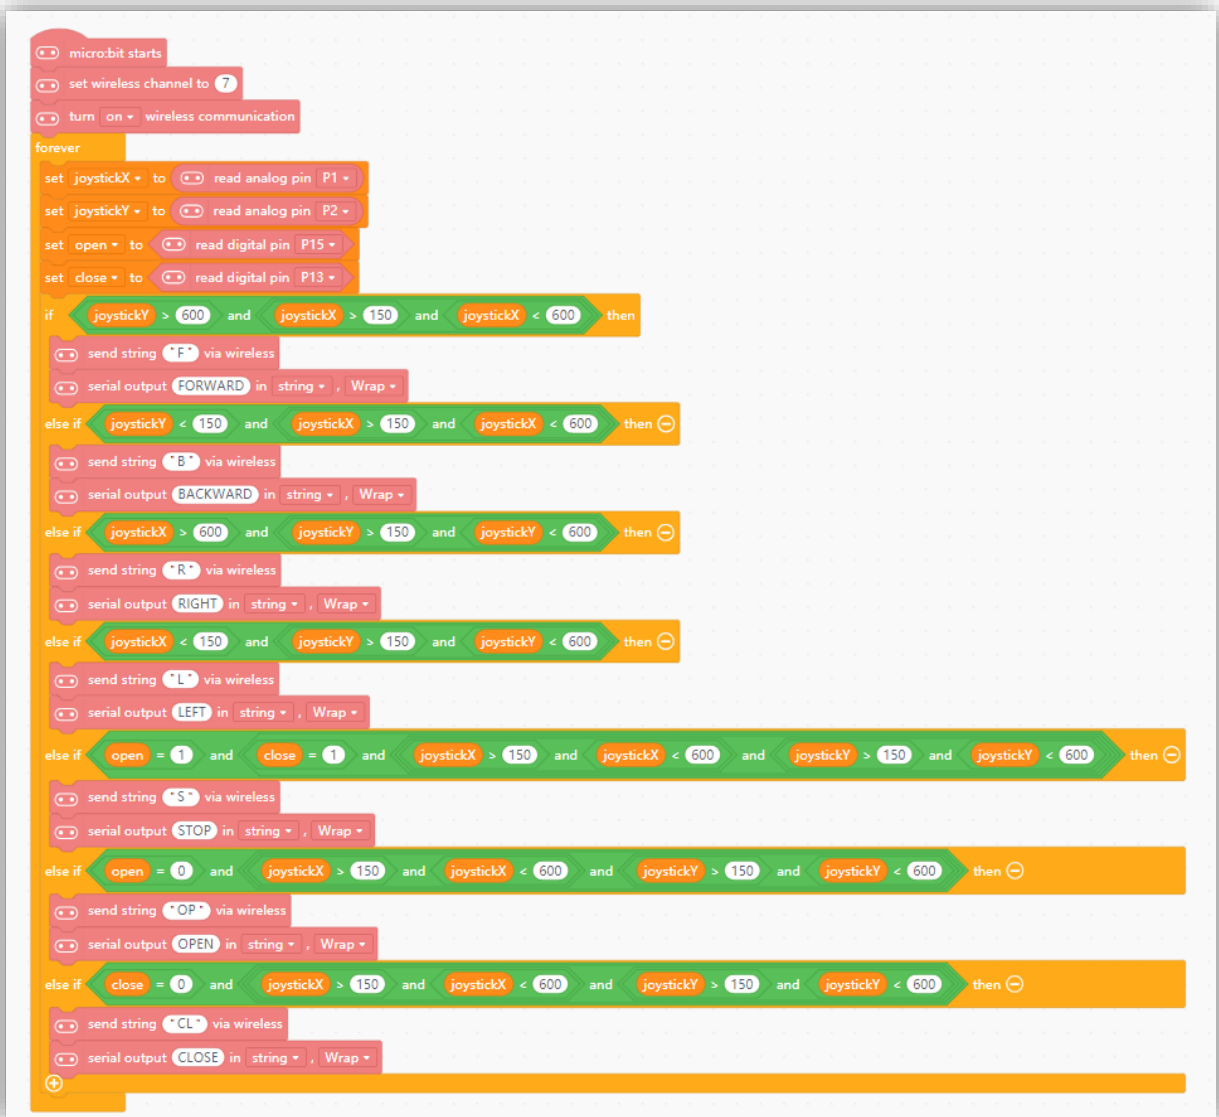 micro:bit starts
set wireless channel to 7
turn on wireless communication
forever
set joystickX to read analog pin P1
set joystickY to read analog pin P2
set open to read digital pin P15
set close to read digital pin P13
if joystickY > 600 and joystickX > 150 and joystickX < 600 then
send string "F" via wireless
serial output FORWARD in string , Wrap
else if joystickY < 150 and joystickX > 150 and joystickX < 600 then
send string "B" via wireless
serial output BACKWARD in string , Wrap
else if joystickX > 600 and joystickY > 150 and joystickY < 600 then
send string "R" via wireless
serial output RIGHT in string , Wrap
else if joystickX < 150 and joystickY > 150 and joystickY < 600 then
send string "L" via wireless
serial output LEFT in string , Wrap
else if open = 1 and close = 1 and joystickX > 150 and joystickX < 600 and joystickY > 150 and joystickY < 600 then
send string "S" via wireless
serial output STOP in string , Wrap
else if open = 0 and joystickX > 150 and joystickX < 600 and joystickY > 150 and joystickY < 600 then
send string "OP" via wireless
serial output OPEN in string , Wrap
else if close = 0 and joystickX > 150 and joystickX < 600 and joystickY > 150 and joystickY < 600 then
send string "CL" via wireless
serial output CLOSE in string , Wrap